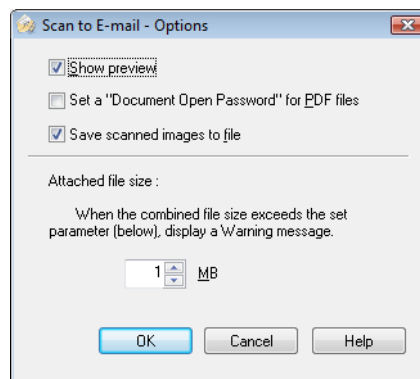 Scan to E-mail - Options
Show preview
Set a "Document Open Password" for PDF files
Save scanned images to file
Attached file size :
When the combined file size exceeds the set
parameter (below), display a Warning message.
1 MB
OK Cancel Help